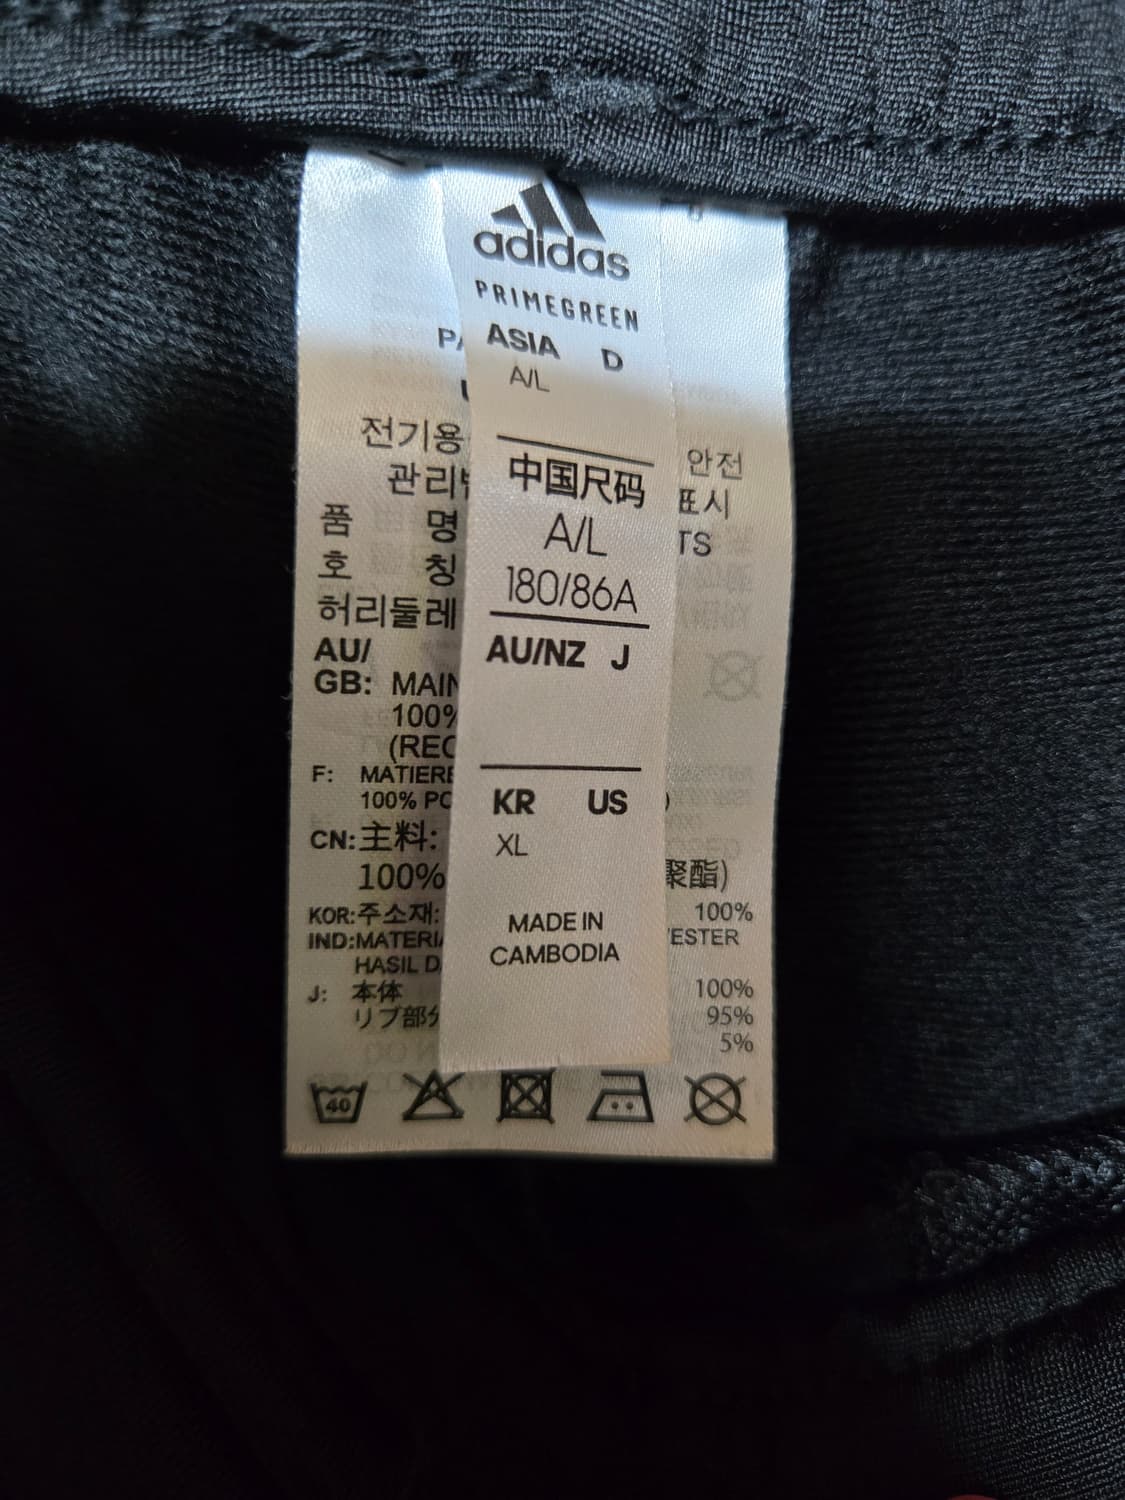 adidas
PRIMEGREEN
ASIA D
A/L
中国尺码
A/L
180/86A
AU/NZ J
KR US
XL
MADE IN
CAMBODIA
전기용 안전
관리 표시
품 명 TS
호 칭
허리둘레
AU/
GB: MAIN
100%
(REC
F: MATIERE
100% PO )
CN:主料:
100% 聚酯)
KOR:주소재: 100%
IND:MATERIA ESTER
HASIL D
J: 本体 100%
リブ部分 95%
5%
40